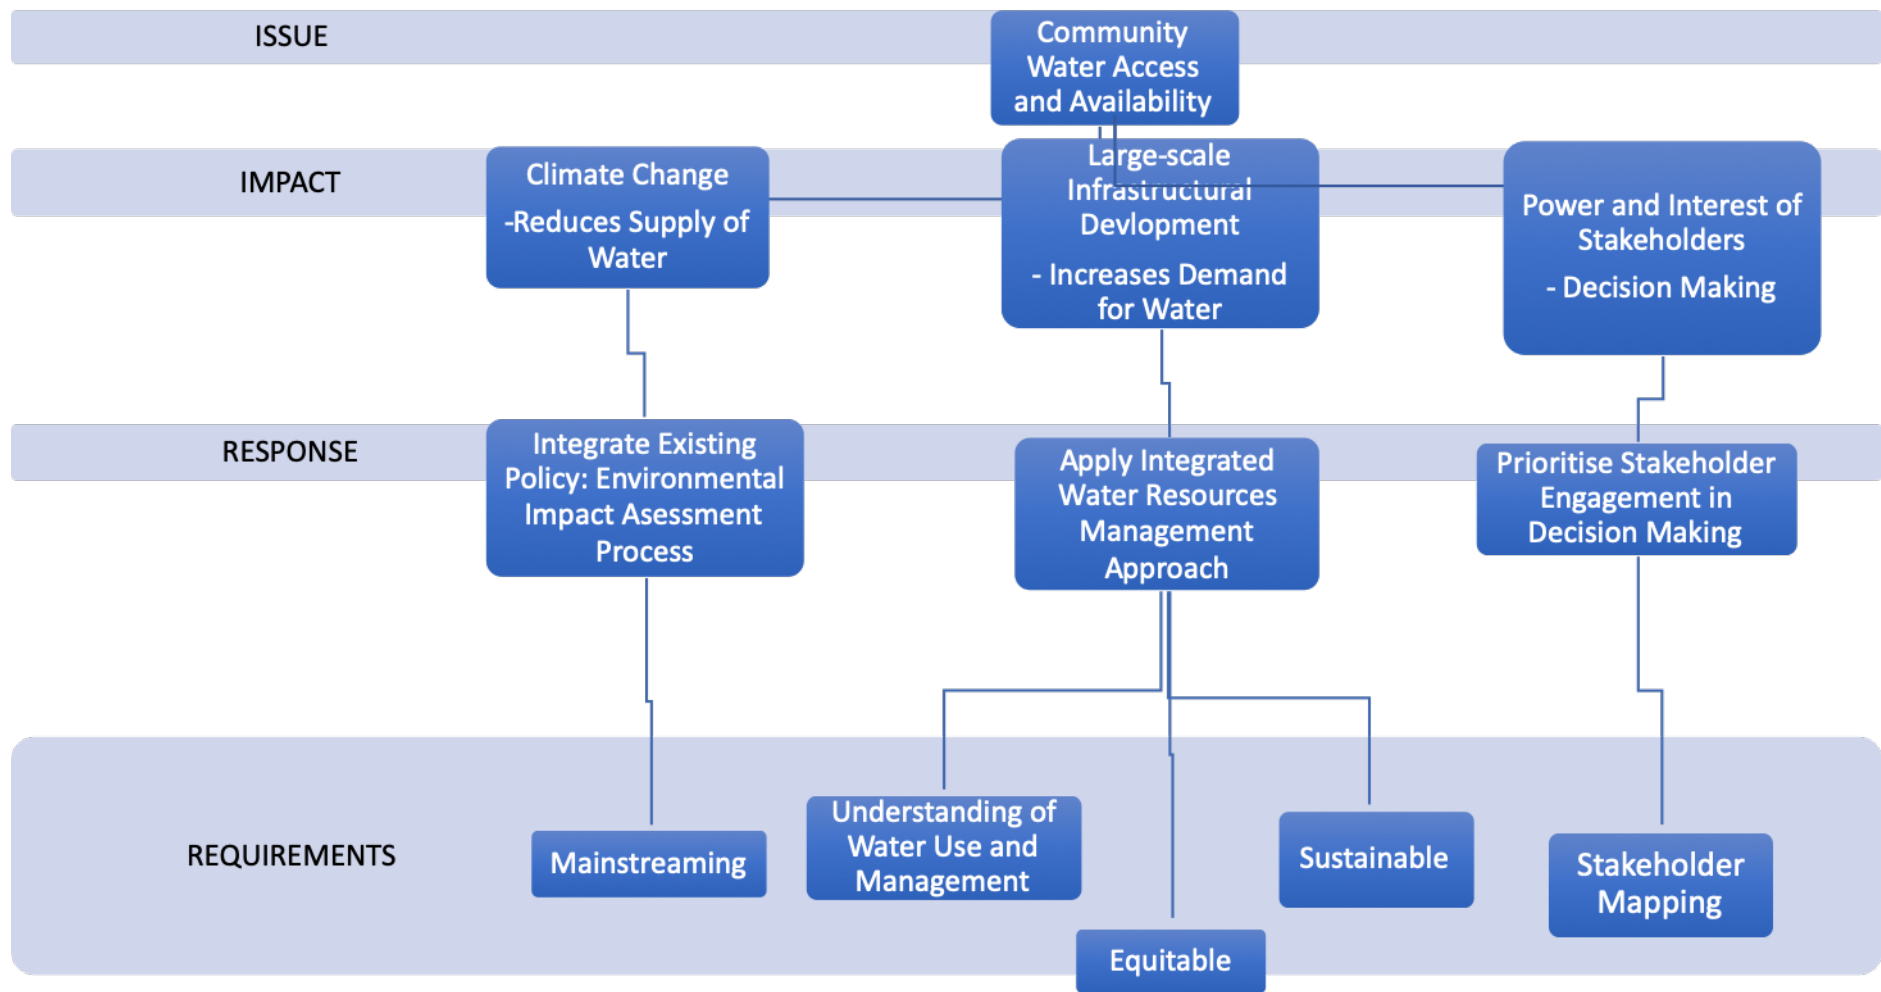 ISSUE
Community
Water Access
and Availability
IMPACT
Climate Change
-Reduces Supply of
Water
Large-scale
Infrastructural
Devlopment
- Increases Demand
for Water
Power and Interest of
Stakeholders
- Decision Making
RESPONSE
Integrate Existing
Policy: Environmental
Impact Asessment
Process
Apply Integrated
Water Resources
Management
Approach
Prioritise Stakeholder
Engagement in
Decision Making
REQUIREMENTS
Mainstreaming
Understanding of
Water Use and
Management
Equitable
Sustainable
Stakeholder
Mapping